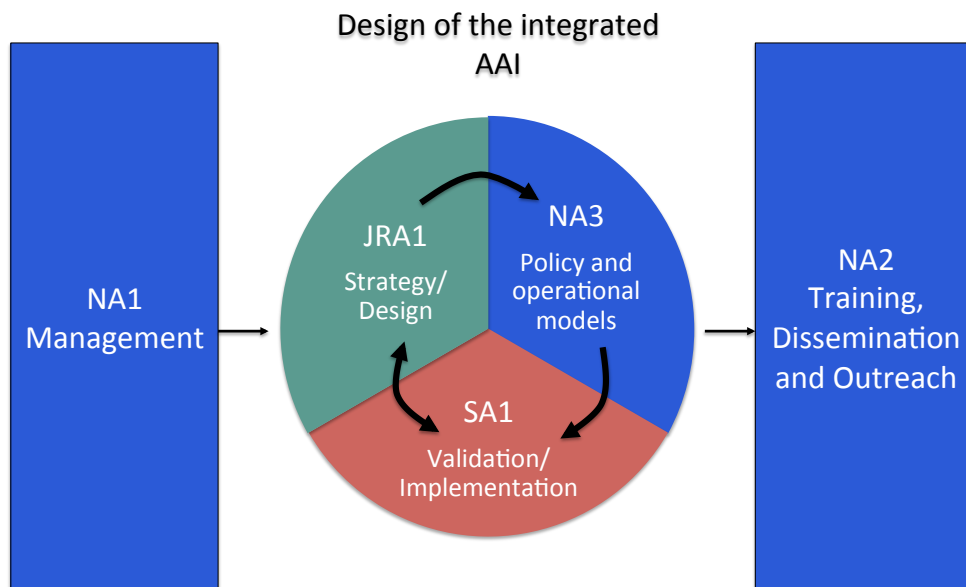 Design of the integrated
AAI
NA1
Management
JRA1
Strategy/
Design
NA3
Policy and
operational
models
SA1
Validation/
Implementation
NA2
Training,
Dissemination
and Outreach